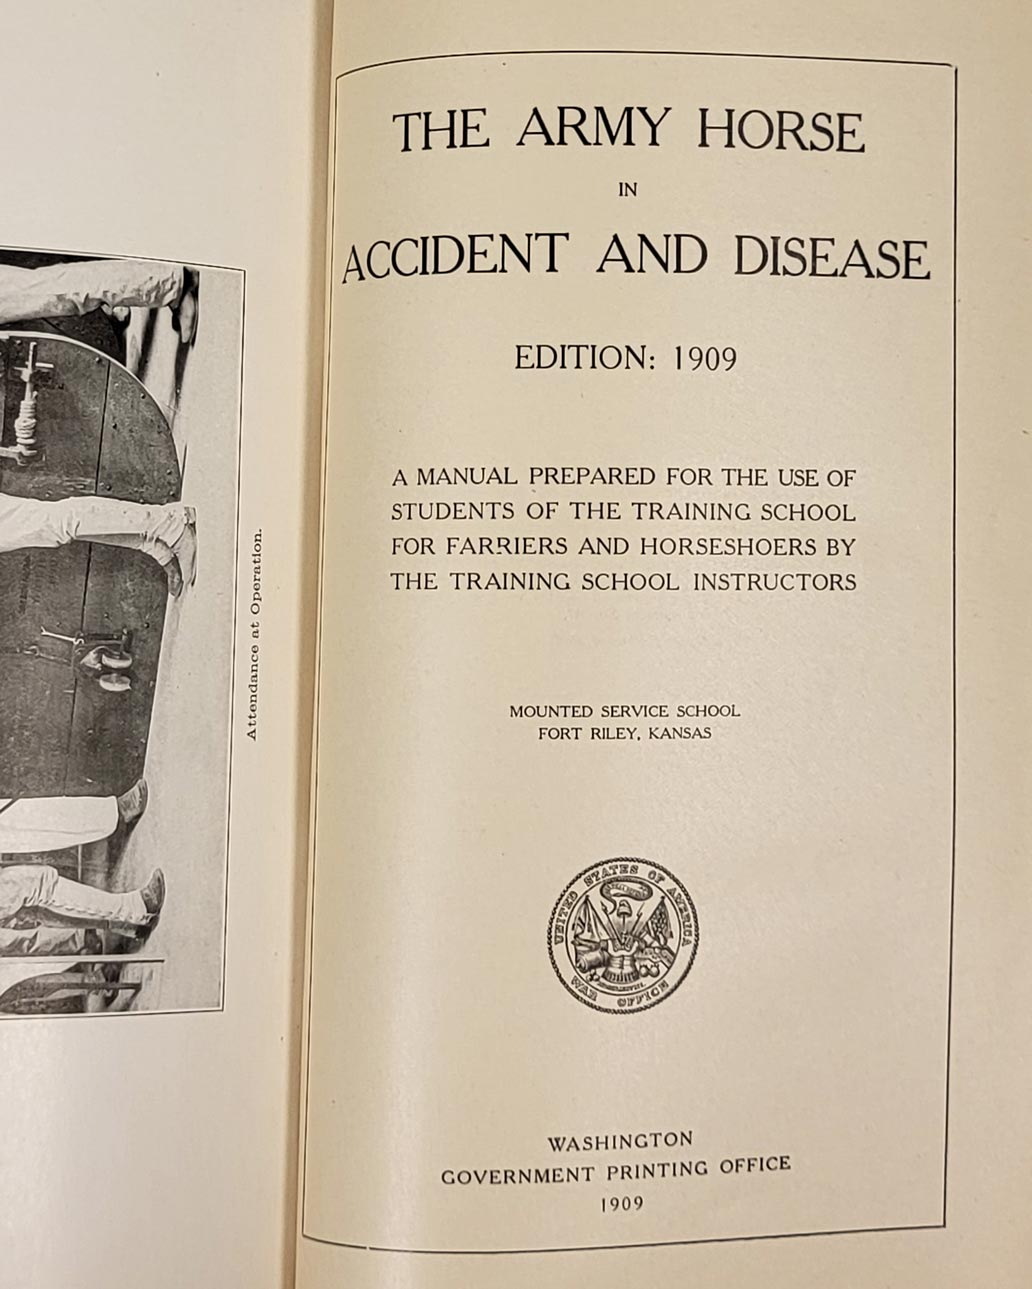 Attendance at Operation.
THE ARMY HORSE
IN
ACCIDENT AND DISEASE
EDITION: 1909
A MANUAL PREPARED FOR THE USE OF
STUDENTS OF THE TRAINING SCHOOL
FOR FARRIERS AND HORSESHOERS BY
THE TRAINING SCHOOL INSTRUCTORS
MOUNTED SERVICE SCHOOL
FORT RILEY, KANSAS
UNITED STATES OF AMERICA
WAR OFFICE
WASHINGTON
GOVERNMENT PRINTING OFFICE
1909